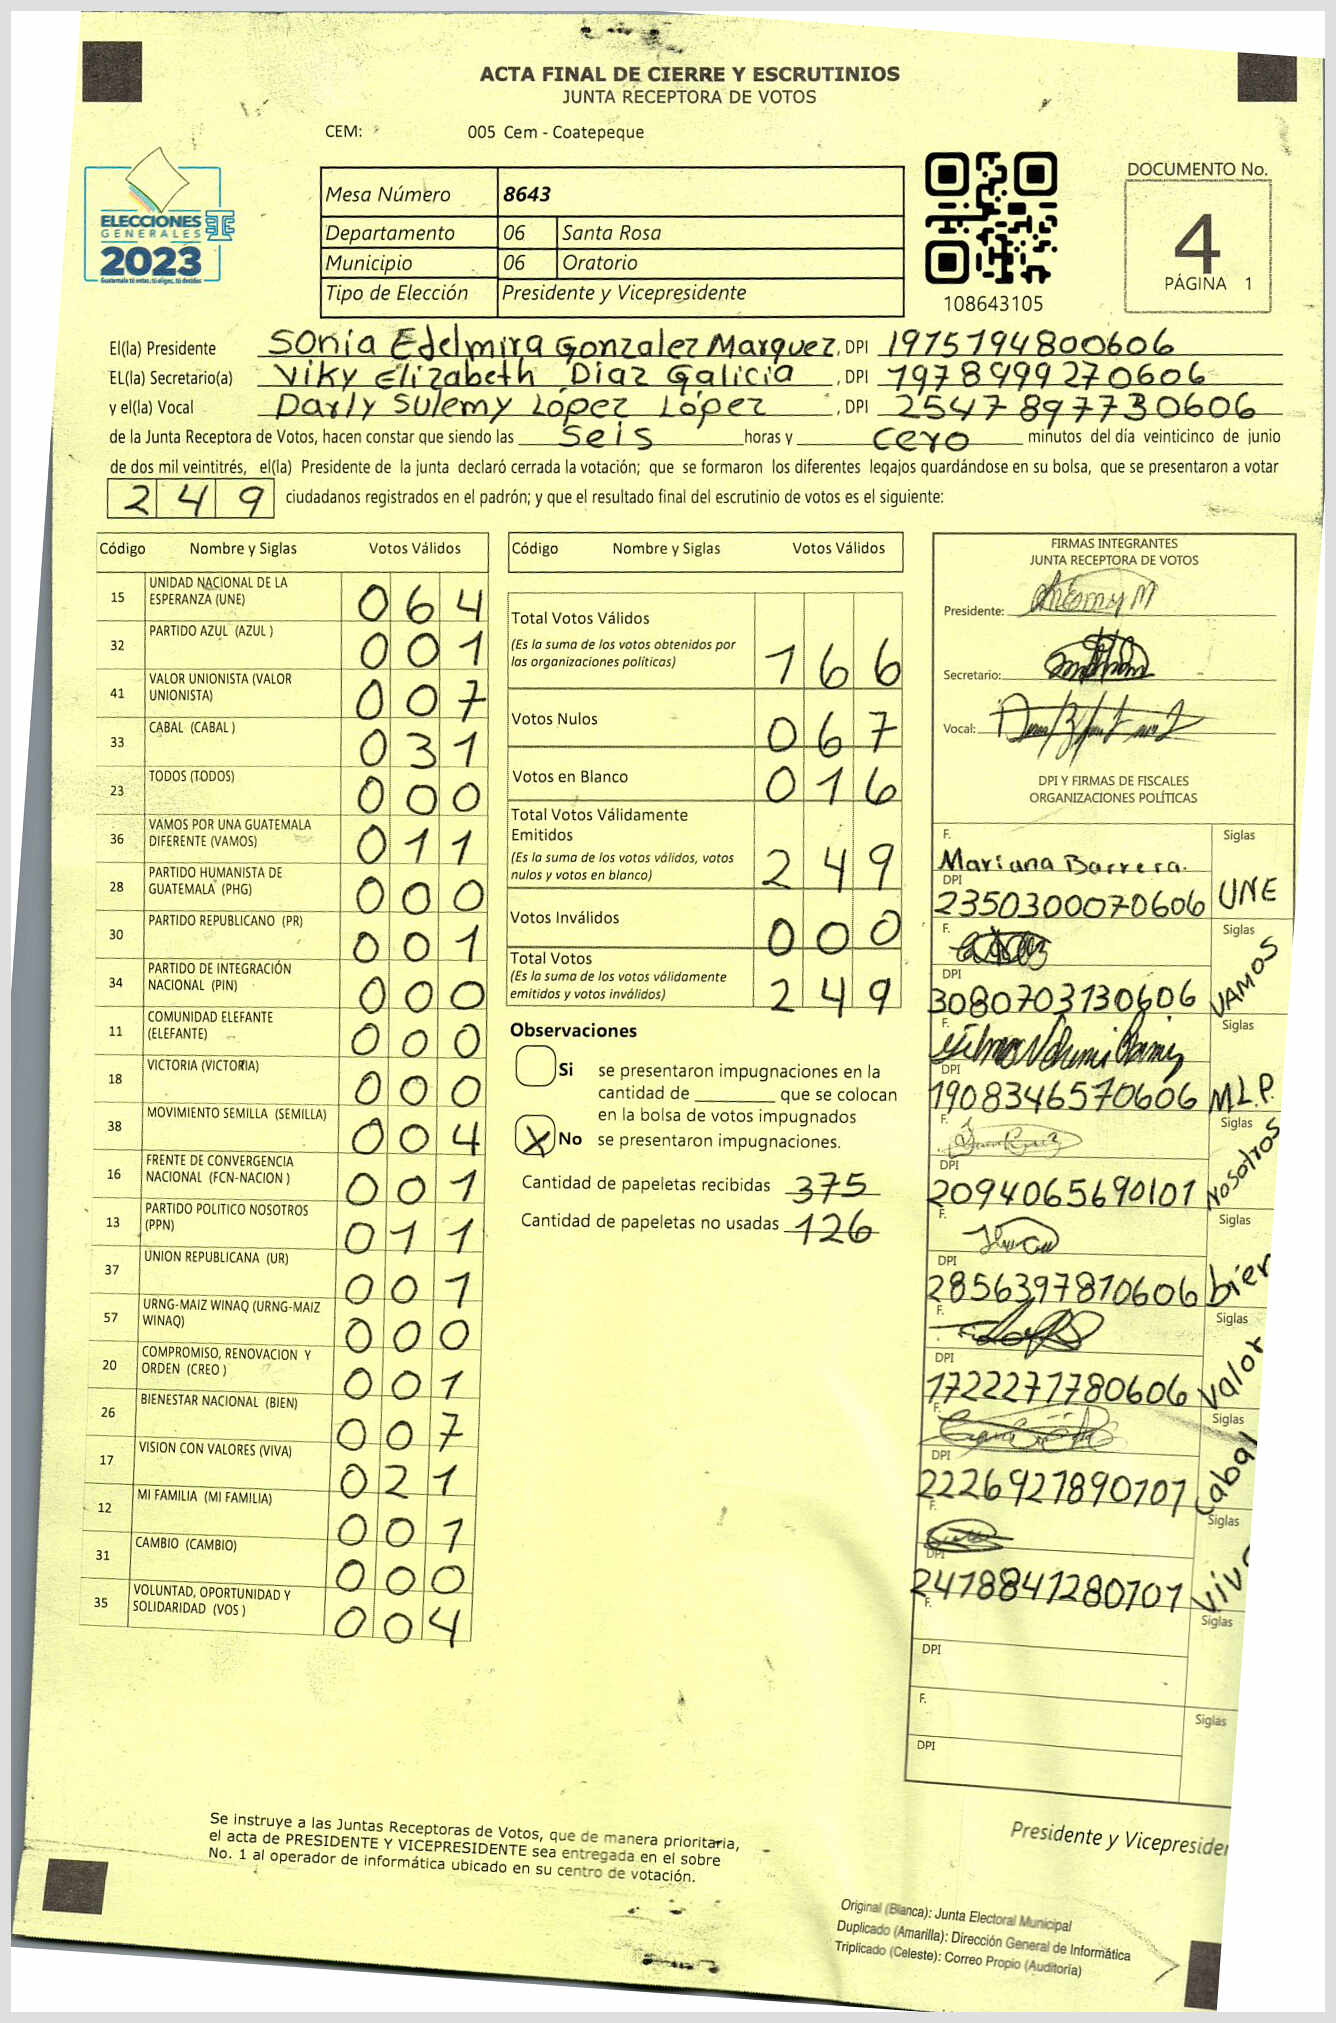 ACTA FINAL DE CIERRE Y ESCRUTINIOS
JUNTA RECEPTORA DE VOTOS
CEM: 005 Cem - Coatepeque
ELECCIONES
GENERALES
2023
Guatemala tú votas, tú eliges, tú decides
Mesa Número 8643
Departamento 06 Santa Rosa
Municipio 06 Oratorio
Tipo de Elección Presidente y Vicepresidente
108643105
DOCUMENTO No.
4
PÁGINA 1
El(la) Presidente Sonia Edelmira Gonzalez Marquez, DPI 1975794800606
EL(la) Secretario(a) Viky Elizabeth Diaz Galicia, DPI 1978999270606
y el(la) Vocal Darly Sulemy López López, DPI 2547897730606
de la Junta Receptora de Votos, hacen constar que siendo las seis horas y cero minutos del día veinticinco de junio
de dos mil veintitrés, el(la) Presidente de la junta declaró cerrada la votación; que se formaron los diferentes legajos guardándose en su bolsa, que se presentaron a votar
249 ciudadanos registrados en el padrón; y que el resultado final del escrutinio de votos es el siguiente:
Código Nombre y Siglas Votos Válidos
15 UNIDAD NACIONAL DE LA ESPERANZA (UNE) 064
32 PARTIDO AZUL (AZUL ) 001
41 VALOR UNIONISTA (VALOR UNIONISTA) 007
33 CABAL (CABAL ) 031
23 TODOS (TODOS) 000
36 VAMOS POR UNA GUATEMALA DIFERENTE (VAMOS) 011
28 PARTIDO HUMANISTA DE GUATEMALA (PHG) 000
30 PARTIDO REPUBLICANO (PR) 001
34 PARTIDO DE INTEGRACIÓN NACIONAL (PIN) 000
11 COMUNIDAD ELEFANTE (ELEFANTE) 000
18 VICTORIA (VICTORIA) 000
38 MOVIMIENTO SEMILLA (SEMILLA) 004
16 FRENTE DE CONVERGENCIA NACIONAL (FCN-NACION ) 001
13 PARTIDO POLITICO NOSOTROS (PPN) 011
37 UNION REPUBLICANA (UR) 001
57 URNG-MAIZ WINAQ (URNG-MAIZ WINAQ) 000
20 COMPROMISO, RENOVACION Y ORDEN (CREO ) 001
26 BIENESTAR NACIONAL (BIEN) 007
17 VISION CON VALORES (VIVA) 021
12 MI FAMILIA (MI FAMILIA) 001
31 CAMBIO (CAMBIO) 000
35 VOLUNTAD, OPORTUNIDAD Y SOLIDARIDAD (VOS ) 004
Código Nombre y Siglas Votos Válidos
Total Votos Válidos 166
(Es la suma de los votos obtenidos por
las organizaciones políticas)
Votos Nulos 067
Votos en Blanco 016
Total Votos Válidamente
Emitidos 249
(Es la suma de los votos válidos, votos
nulos y votos en blanco)
Votos Inválidos 000
Total Votos 249
(Es la suma de los votos válidamente
emitidos y votos inválidos)
Observaciones
Si se presentaron impugnaciones en la
cantidad de ________ que se colocan
en la bolsa de votos impugnados
X No se presentaron impugnaciones.
Cantidad de papeletas recibidas 375
Cantidad de papeletas no usadas 126
FIRMAS INTEGRANTES
JUNTA RECEPTORA DE VOTOS
Presidente:
Secretario:
Vocal:
DPI Y FIRMAS DE FISCALES
ORGANIZACIONES POLÍTICAS
F. Mariana Barrera. Siglas
DPI 2350300070606 UNE
F. Siglas
DPI 3080703130606 VAMOS
F. Siglas
DPI 1908346570606 M.L.P.
F. Siglas
DPI 2094065690101 Nosotros
F. Siglas
DPI 2856397810606 bien
F. Siglas
DPI 1722271780606 valor
F. Siglas
DPI 2226927890101 Cabal
F. Siglas
DPI 2418841280101 viva
F. Siglas
DPI
F. Siglas
DPI
Se instruye a las Juntas Receptoras de Votos, que de manera prioritaria,
el acta de PRESIDENTE Y VICEPRESIDENTE sea entregada en el sobre
No. 1 al operador de informática ubicado en su centro de votación.
Presidente y Vicepresider
Original (Blanca): Junta Electoral Municipal
Duplicado (Amarilla): Dirección General de Informática
Triplicado (Celeste): Correo Propio (Auditoría)